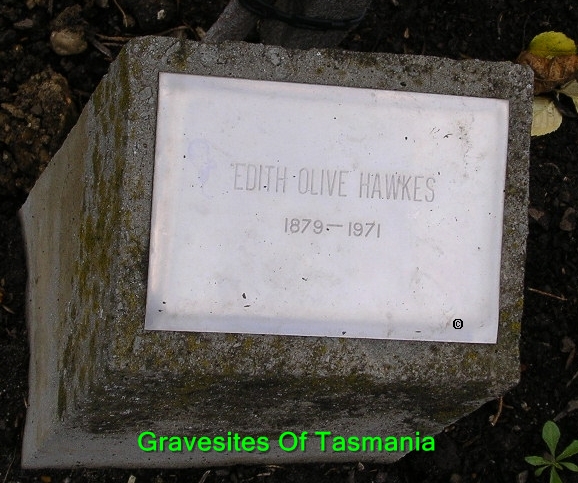 EDITH OLIVE HAWKES
1879—1971
©
Gravesites Of Tasmania